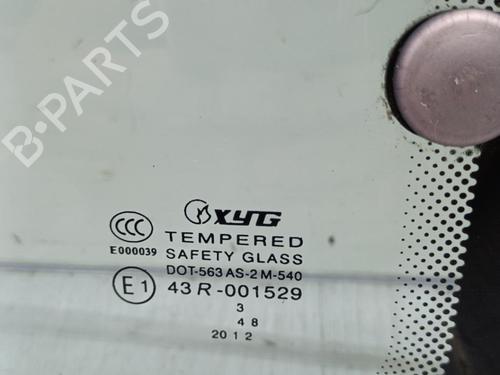 B-PARTS
XYG
CCC
TEMPERED
E000039
SAFETY GLASS
DOT-563 AS-2 M-540
E1
43 R-001529
3
4 8
2012